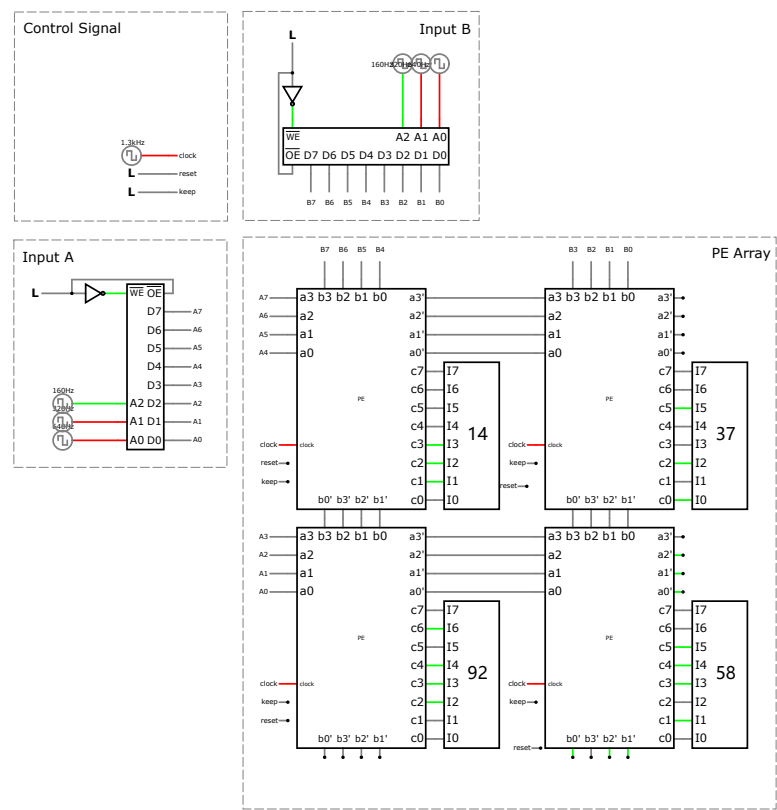 Control Signal
1.3kHz
clock
L reset
L keep
Input B
L
160Hz 320Hz 640Hz
WE A2 A1 A0
OE D7 D6 D5 D4 D3 D2 D1 D0
B7 B6 B5 B4 B3 B2 B1 B0
Input A
L WE OE
D7 A7
D6 A6
D5 A5
D4 A4
D3 A3
160Hz
A2 D2 A2
320Hz
A1 D1 A1
640Hz
A0 D0 A0
PE Array
B7 B6 B5 B4
B3 B2 B1 B0
A7 a3 b3 b2 b1 b0 a3' a3 b3 b2 b1 b0 a3'
A6 a2 a2' a2 a2'
A5 a1 a1' a1 a1'
A4 a0 a0' a0 a0'
c7 I7 c7 I7
c6 I6 c6 I6
PE c5 I5 PE c5 I5
c4 I4 c4 I4
14 37
clock clock c3 I3 clock clock c3 I3
reset c2 I2 keep c2 I2
keep c1 I1 reset c1 I1
b0' b3' b2' b1' c0 I0 b0' b3' b2' b1' c0 I0
A3 a3 b3 b2 b1 b0 a3' a3 b3 b2 b1 b0 a3'
A2 a2 a2' a2 a2'
A1 a1 a1' a1 a1'
A0 a0 a0' a0 a0'
c7 I7 c7 I7
c6 I6 c6 I6
PE c5 I5 PE c5 I5
c4 I4 c4 I4
92 58
clock clock c3 I3 clock clock c3 I3
keep c2 I2 keep c2 I2
reset c1 I1 c1 I1
b0' b3' b2' b1' c0 I0 reset b0' b3' b2' b1' c0 I0